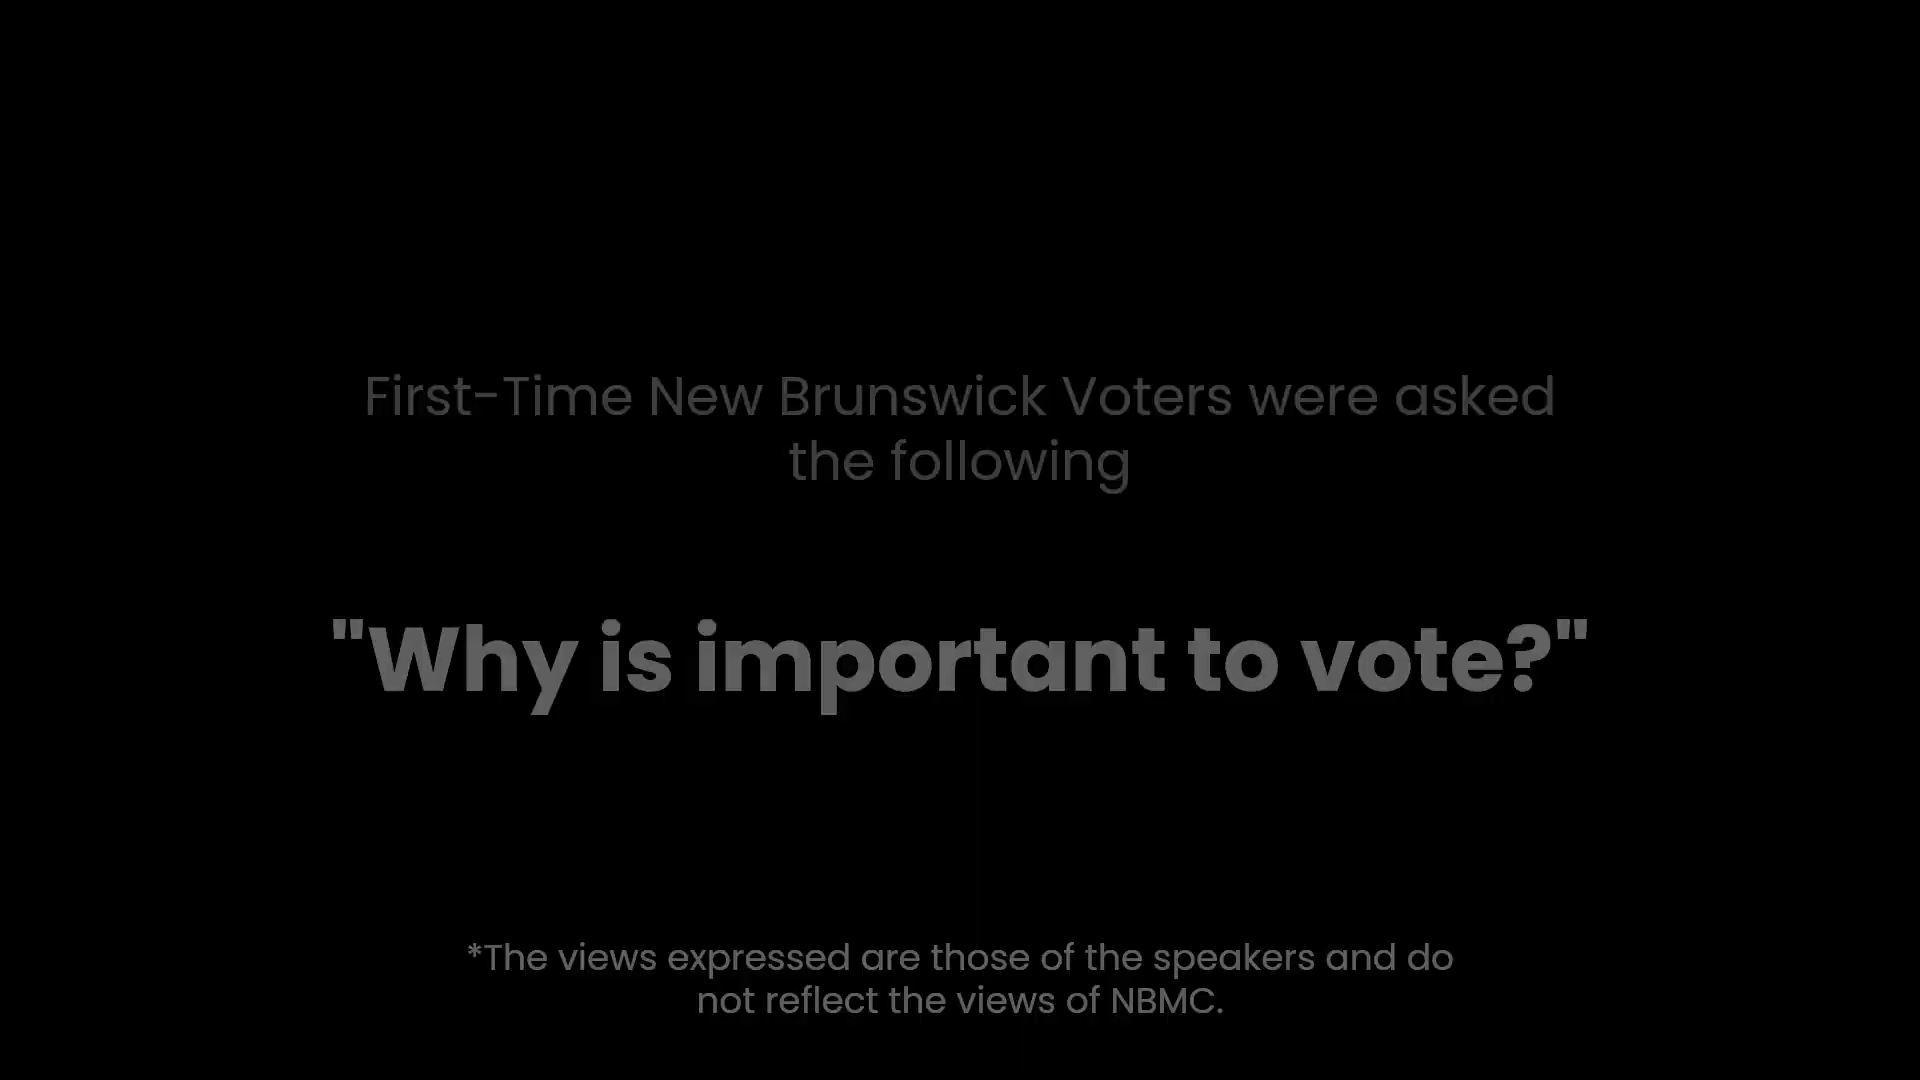 First-Time New Brunswick Voters were asked
the following
"Why is important to vote?"
*The views expressed are those of the speakers and do
not reflect the views of NBMC.